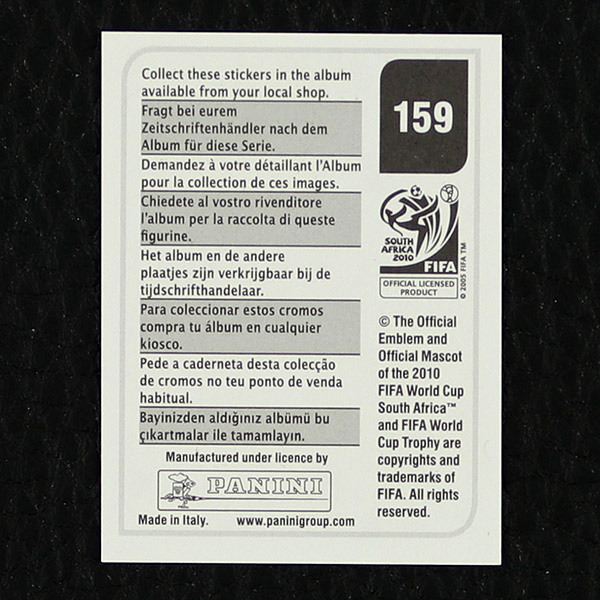 Collect these stickers in the album
available from your local shop.
Fragt bei eurem
Zeitschriftenhändler nach dem
Album für diese Serie.
Demandez à votre détaillant l'Album
pour la collection de ces images.
Chiedete al vostro rivenditore
l'album per la raccolta di queste
figurine.
Het album en de andere
plaatjes zijn verkrijgbaar bij de
tijdschrifthandelaar.
Para coleccionar estos cromos
compra tu álbum en cualquier
kiosco.
Pede a caderneta desta colecção
de cromos no teu ponto de venda
habitual.
Bayinizden aldığınız albümü bu
çıkartmalar ile tamamlayın.
Manufactured under licence by
PANINI
Made in Italy. www.paninigroup.com
159
SOUTH
AFRICA
2010
FIFA
OFFICIAL LICENSED
PRODUCT
© 2005 FIFA TM
© The Official
Emblem and
Official Mascot
of the 2010
FIFA World Cup
South Africa™
and FIFA World
Cup Trophy are
copyrights and
trademarks of
FIFA. All rights
reserved.